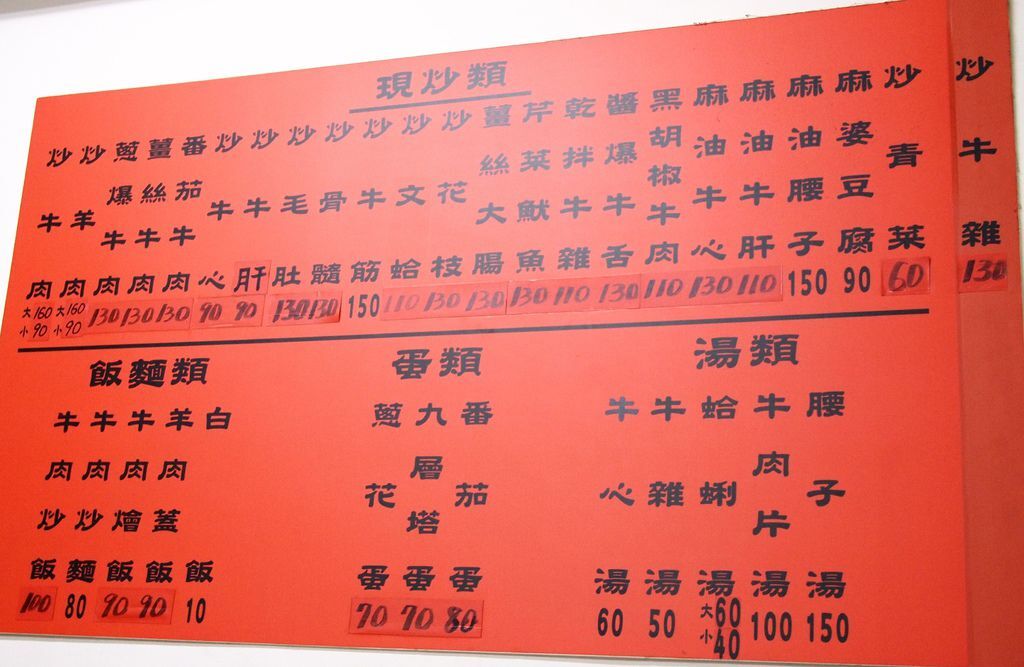 現炒類
炒牛肉 大160 小90
炒羊肉 大160 小90
蔥爆牛肉 130
薑絲牛肉 130
番茄牛肉 130
炒牛心 90
炒牛肝 90
炒毛肚 130
炒骨髓 130
炒牛筋 150
炒文蛤 110
炒花枝 130
薑絲大腸 130
芹菜魷魚 130
乾拌牛雜 110
醬爆牛舌 130
黑胡椒牛肉 110
麻油牛心 130
麻油牛肝 110
麻油腰子 150
麻婆豆腐 90
炒青菜 60
炒牛雜 130
飯麵類
牛肉炒飯 100
牛肉炒麵 80
牛肉燴飯 90
羊肉蓋飯 90
白飯 10
蛋類
蔥花蛋 70
九層塔蛋 70
番茄蛋 80
湯類
牛心湯 60
牛雜湯 50
蛤蜊湯 大60 小40
牛肉片湯 100
腰子湯 150